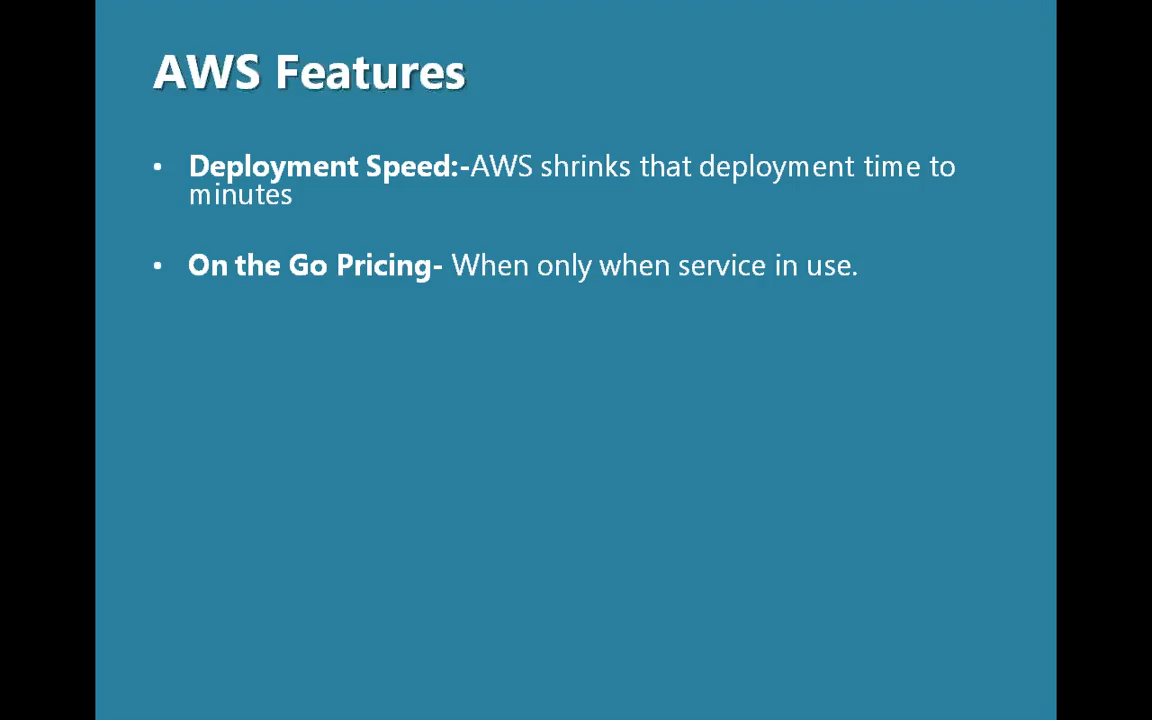 AWS Features
• Deployment Speed:-AWS shrinks that deployment time to
minutes
• On the Go Pricing- When only when service in use.